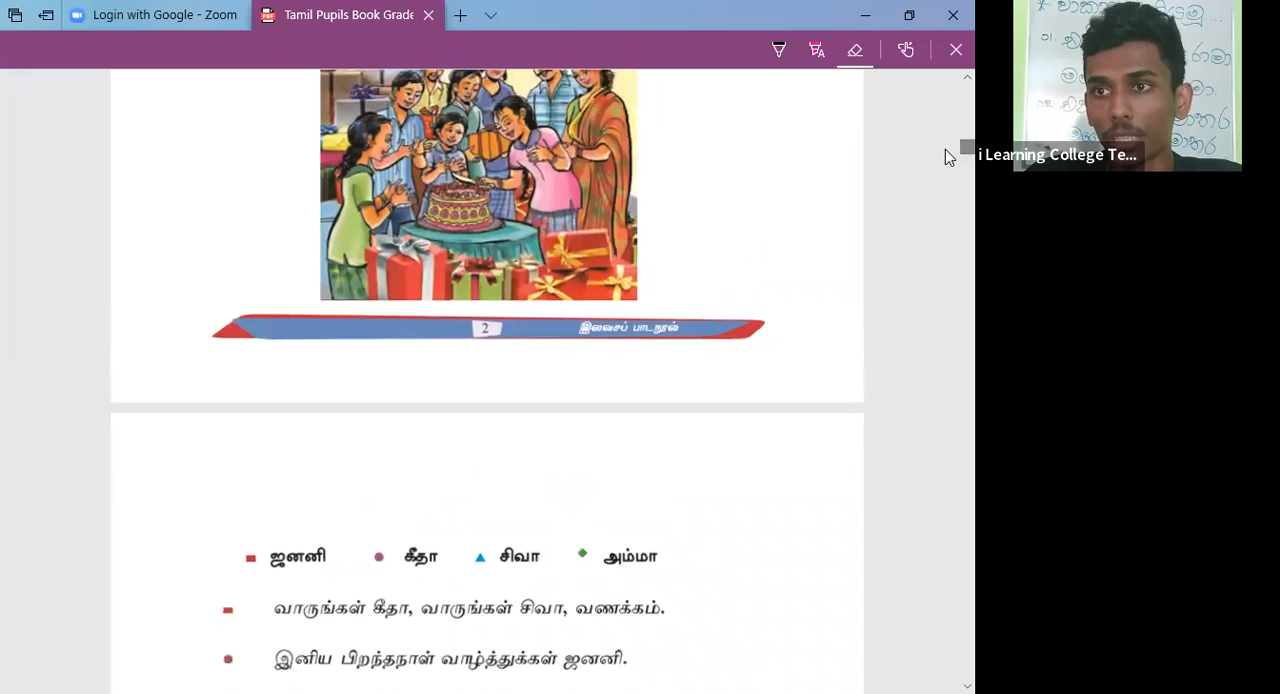 Login with Google - Zoom
Tamil Pupils Book Grade
i Learning College Te...
2 இலவசப் பாடநூல்
ஜனனி கீதா சிவா அம்மா
வாருங்கள் கீதா, வாருங்கள் சிவா, வணக்கம்.
இனிய பிறந்தநாள் வாழ்த்துக்கள் ஜனனி.